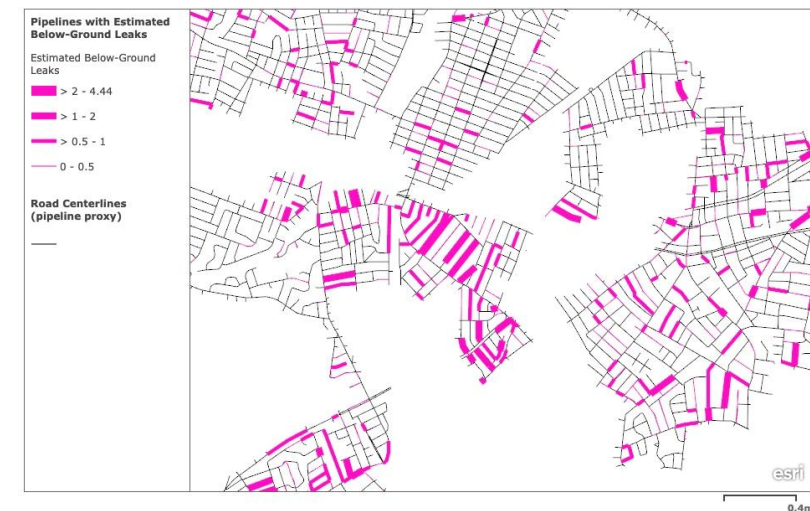 Pipelines with Estimated
Below-Ground Leaks
Estimated Below-Ground
Leaks
> 2 - 4.44
> 1 - 2
> 0.5 - 1
0 - 0.5
Road Centerlines
(pipeline proxy)
esri